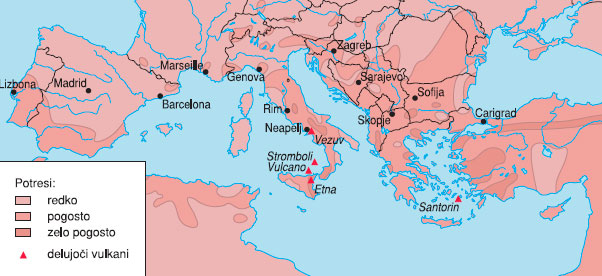 Zagreb
Marseille
Genova
Lizbona
Madrid
Sarajevo
Sofija
Barcelona
Rim
Skopje
Carigrad
Neapelj
Vezuv
Stromboli
Vulcano
Etna
Santorin
Potresi:
redko
pogosto
zelo pogosto
delujoči vulkani